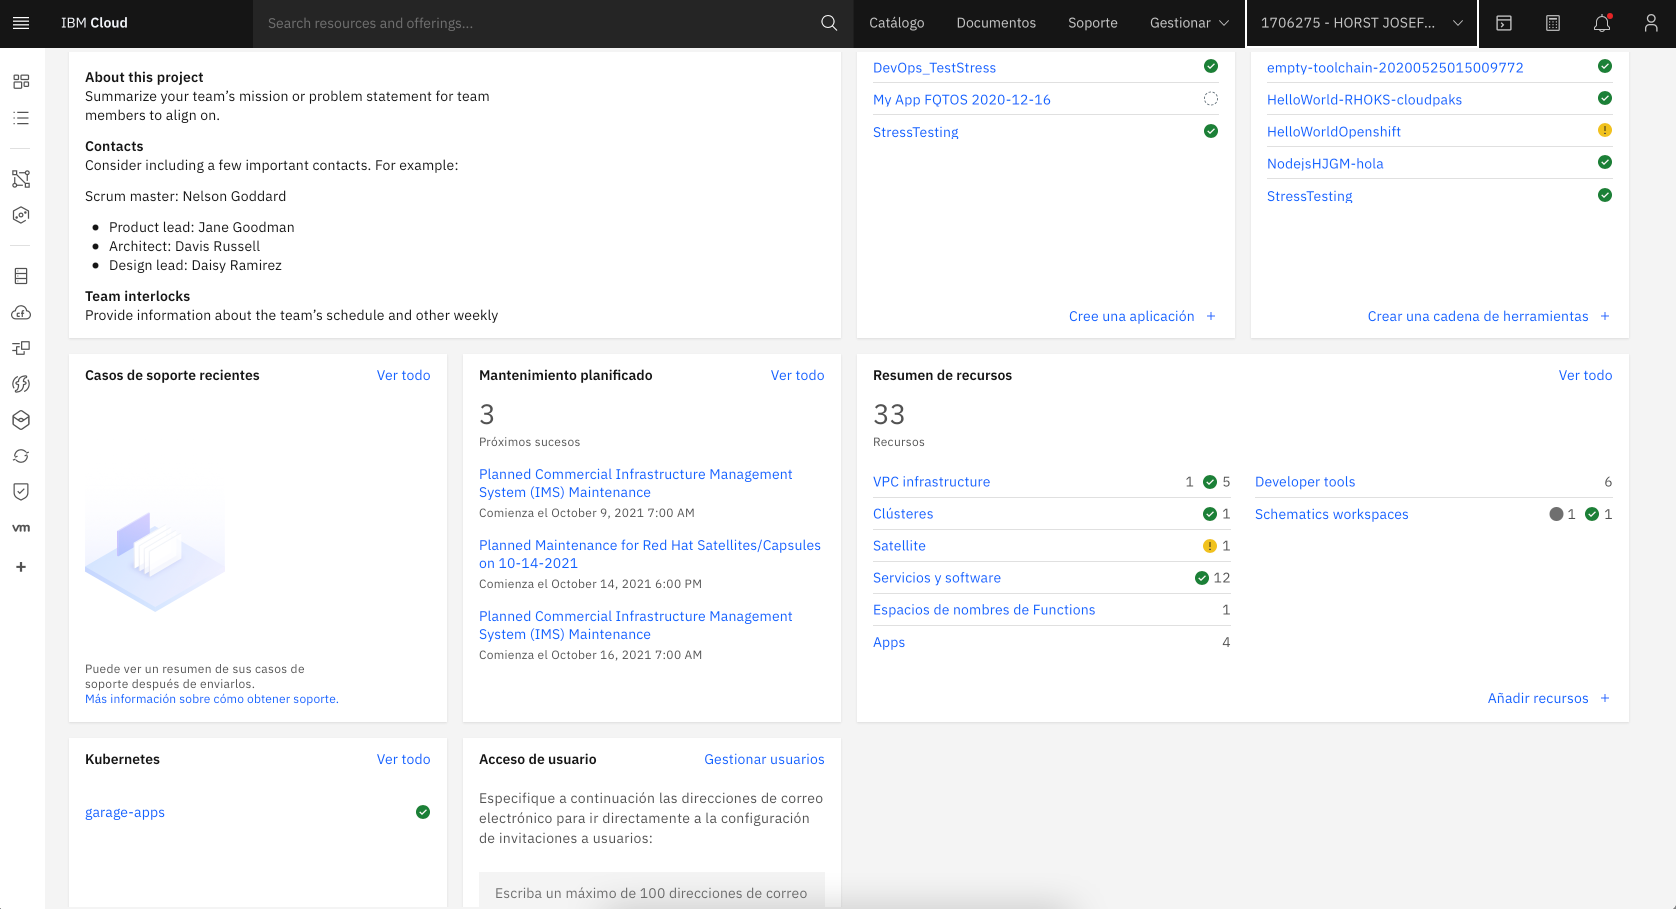 IBM Cloud
Search resources and offerings...
Catálogo
Documentos
Soporte
Gestionar
1706275 - HORST JOSEF...
About this project
Summarize your team's mission or problem statement for team
members to align on.
Contacts
Consider including a few important contacts. For example:
Scrum master: Nelson Goddard
Product lead: Jane Goodman
Architect: Davis Russell
Design lead: Daisy Ramirez
Team interlocks
Provide information about the team's schedule and other weekly
DevOps_TestStress
My App FQTOS 2020-12-16
StressTesting
Cree una aplicación +
empty-toolchain-20200525015009772
HelloWorld-RHOKS-cloudpaks
HelloWorldOpenshift
NodejsHJGM-hola
StressTesting
Crear una cadena de herramientas +
Casos de soporte recientes
Ver todo
Puede ver un resumen de sus casos de
soporte después de enviarlos.
Más información sobre cómo obtener soporte.
Mantenimiento planificado
Ver todo
3
Próximos sucesos
Planned Commercial Infrastructure Management
System (IMS) Maintenance
Comienza el October 9, 2021 7:00 AM
Planned Maintenance for Red Hat Satellites/Capsules
on 10-14-2021
Comienza el October 14, 2021 6:00 PM
Planned Commercial Infrastructure Management
System (IMS) Maintenance
Comienza el October 16, 2021 7:00 AM
Resumen de recursos
Ver todo
33
Recursos
VPC infrastructure 1 5
Clústeres 1
Satellite 1
Servicios y software 12
Espacios de nombres de Functions 1
Apps 4
Developer tools 6
Schematics workspaces 1 1
Añadir recursos +
Kubernetes
Ver todo
garage-apps
Acceso de usuario
Gestionar usuarios
Especifique a continuación las direcciones de correo
electrónico para ir directamente a la configuración
de invitaciones a usuarios:
Escriba un máximo de 100 direcciones de correo
cf
vm
+